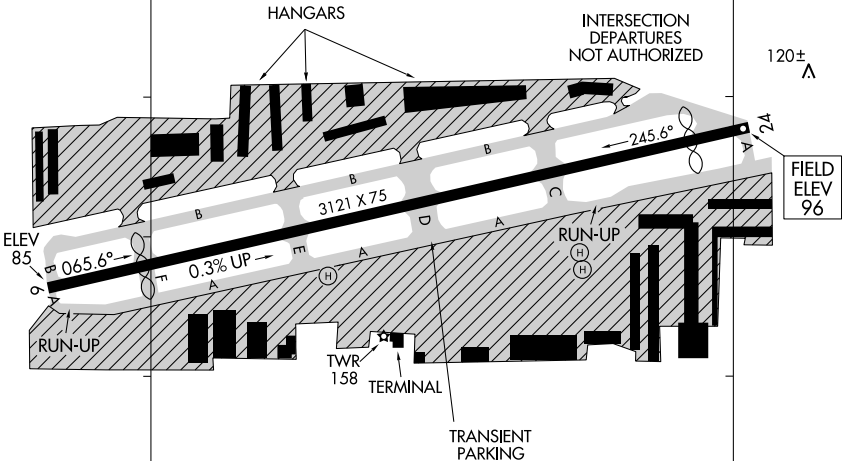 HANGARS
INTERSECTION
DEPARTURES
NOT AUTHORIZED
120±
24
245.6°
A
FIELD
ELEV
96
B
B
B
B
3121 X 75
C
D
A
RUN-UP
ELEV
85
065.6°
0.3% UP
E
F
A
A
H
H
H
B
A
6
RUN-UP
TWR
158
TERMINAL
TRANSIENT
PARKING